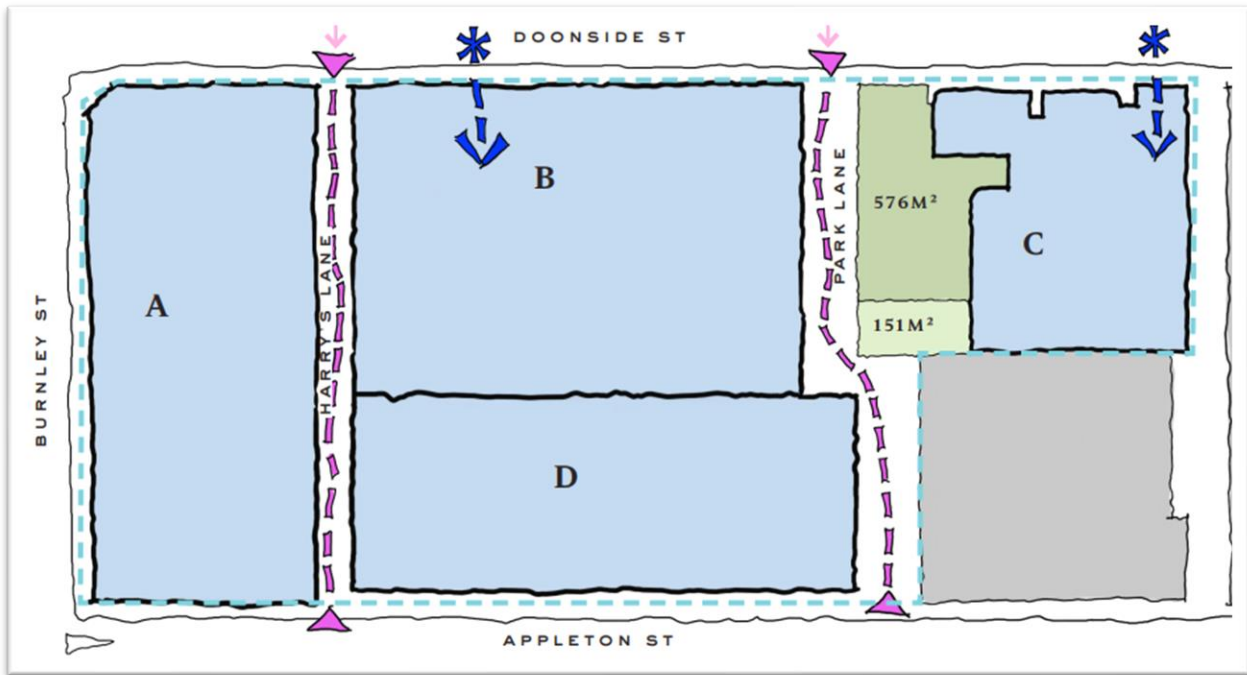 DOONSIDE ST
B
PARK LANE
576M²
C
HARRY'S LANE
A
151M²
BURNLEY ST
D
APPLETON ST